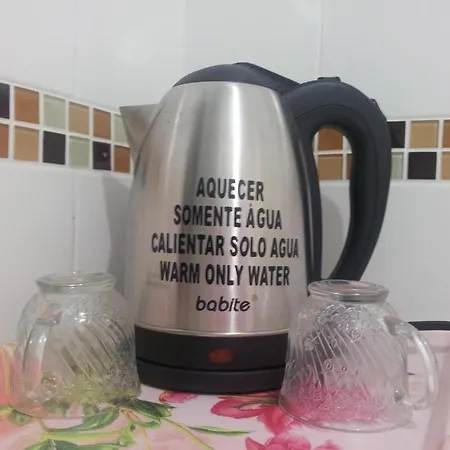 AQUECER
SOMENTE ÁGUA
CALIENTAR SOLO AGUA
WARM ONLY WATER
babite